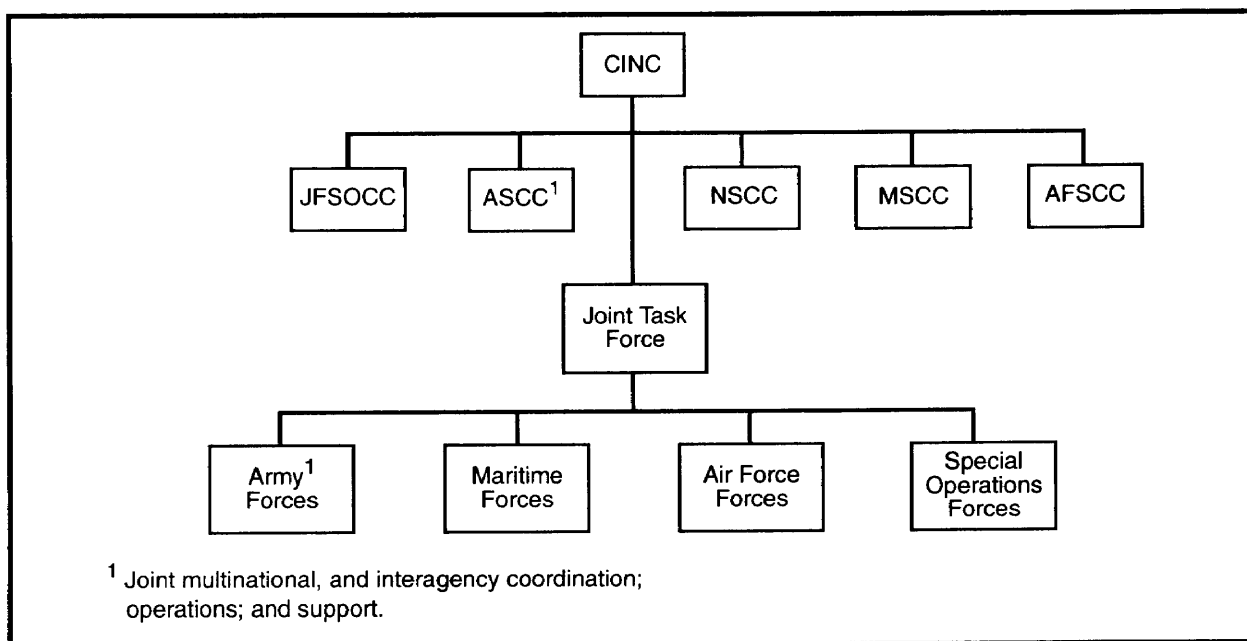 CINC
JFSOCC
ASCC1
NSCC
MSCC
AFSCC
Joint Task
Force
Army1
Forces
Maritime
Forces
Air Force
Forces
Special
Operations
Forces
1 Joint multinational, and interagency coordination;
operations; and support.